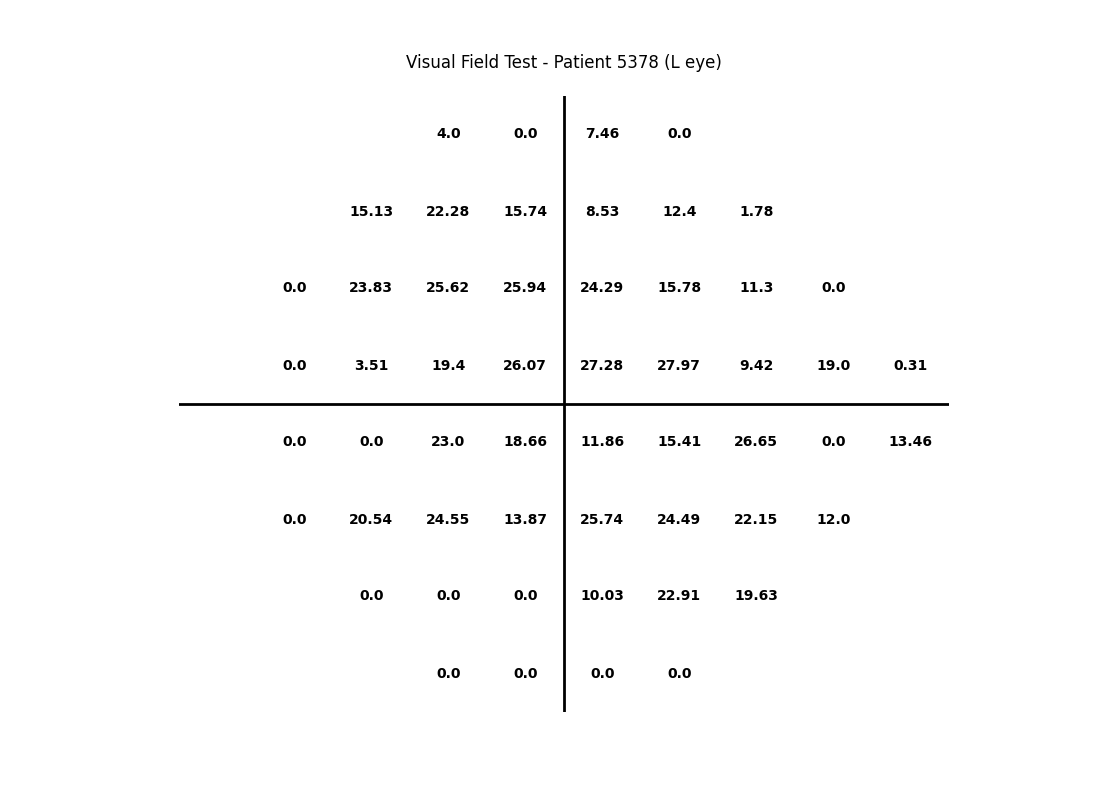 Visual Field Test - Patient 5378 (L eye)
4.0 0.0 7.46 0.0
15.13 22.28 15.74 8.53 12.4 1.78
0.0 23.83 25.62 25.94 24.29 15.78 11.3 0.0
0.0 3.51 19.4 26.07 27.28 27.97 9.42 19.0 0.31
0.0 0.0 23.0 18.66 11.86 15.41 26.65 0.0 13.46
0.0 20.54 24.55 13.87 25.74 24.49 22.15 12.0
0.0 0.0 0.0 10.03 22.91 19.63
0.0 0.0 0.0 0.0